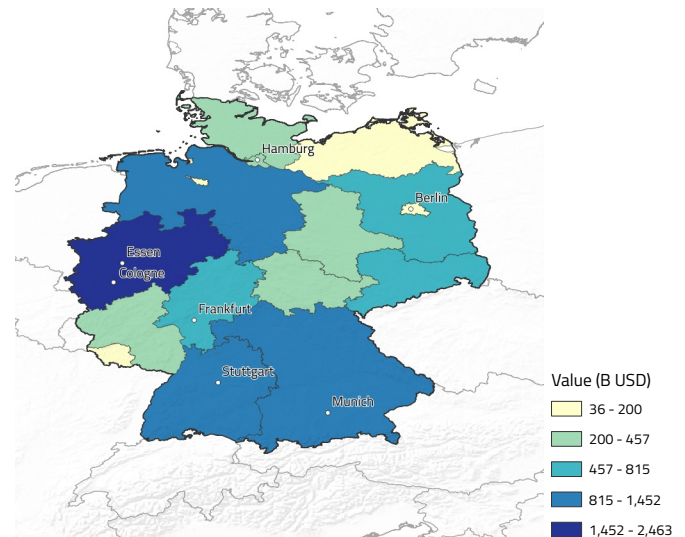 Hamburg
Berlin
Essen
Cologne
Frankfurt
Stuttgart
Munich
Value (B USD)
36 - 200
200 - 457
457 - 815
815 - 1,452
1,452 - 2,463